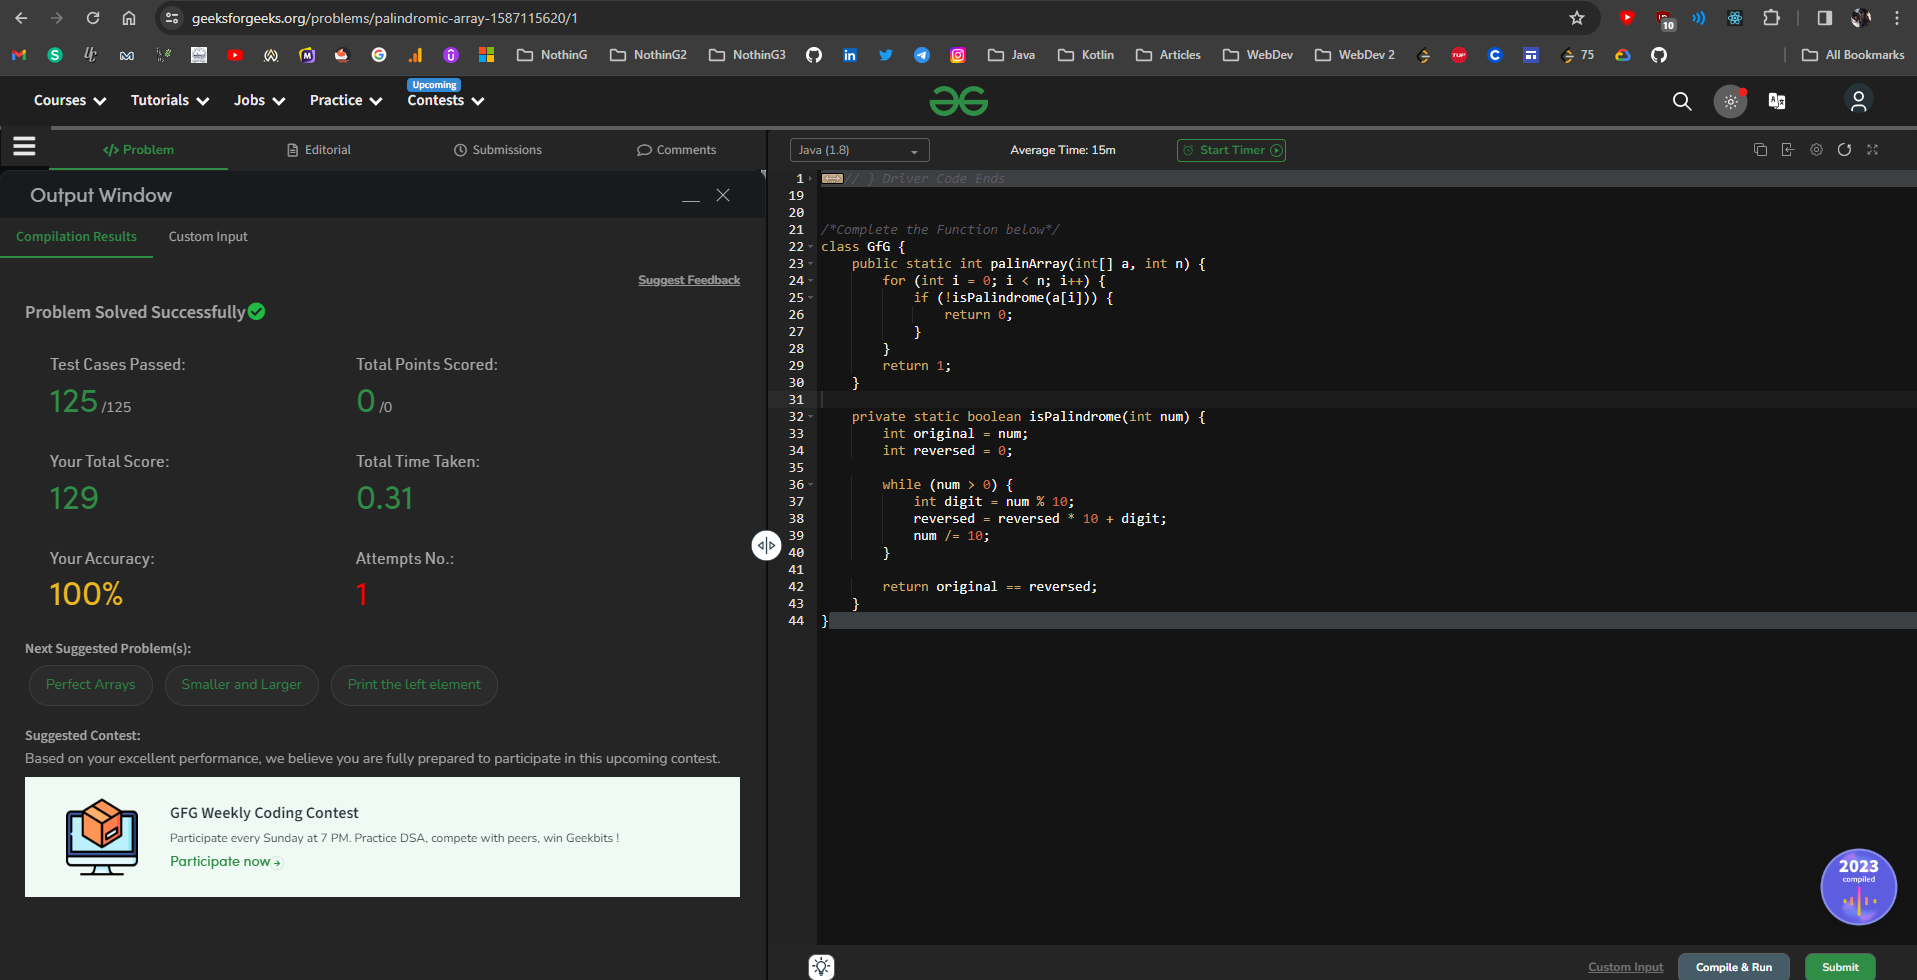 geeksforgeeks.org/problems/palindromic-array-1587115620/1
10
NothinG
NothinG2
NothinG3
Java
Kotlin
Articles
WebDev
WebDev 2
75
All Bookmarks
Courses
Tutorials
Jobs
Practice
Upcoming
Contests
Problem
Editorial
Submissions
Comments
Java (1.8)
Average Time: 15m
Start Timer
Output Window
Compilation Results
Custom Input
Suggest Feedback
Problem Solved Successfully
Test Cases Passed:
125 /125
Total Points Scored:
0 /0
Your Total Score:
129
Total Time Taken:
0.31
Your Accuracy:
100%
Attempts No.:
1
Next Suggested Problem(s):
Perfect Arrays
Smaller and Larger
Print the left element
Suggested Contest:
Based on your excellent performance, we believe you are fully prepared to participate in this upcoming contest.
GFG Weekly Coding Contest
Participate every Sunday at 7 PM. Practice DSA, compete with peers, win Geekbits !
Participate now
1 // } Driver Code Ends
19
20
21 /*Complete the Function below*/
22 class GfG {
23 public static int palinArray(int[] a, int n) {
24 for (int i = 0; i < n; i++) {
25 if (!isPalindrome(a[i])) {
26 return 0;
27 }
28 }
29 return 1;
30 }
31
32 private static boolean isPalindrome(int num) {
33 int original = num;
34 int reversed = 0;
35
36 while (num > 0) {
37 int digit = num % 10;
38 reversed = reversed * 10 + digit;
39 num /= 10;
40 }
41
42 return original == reversed;
43 }
44 }
2023
compiled
Custom Input
Compile & Run
Submit